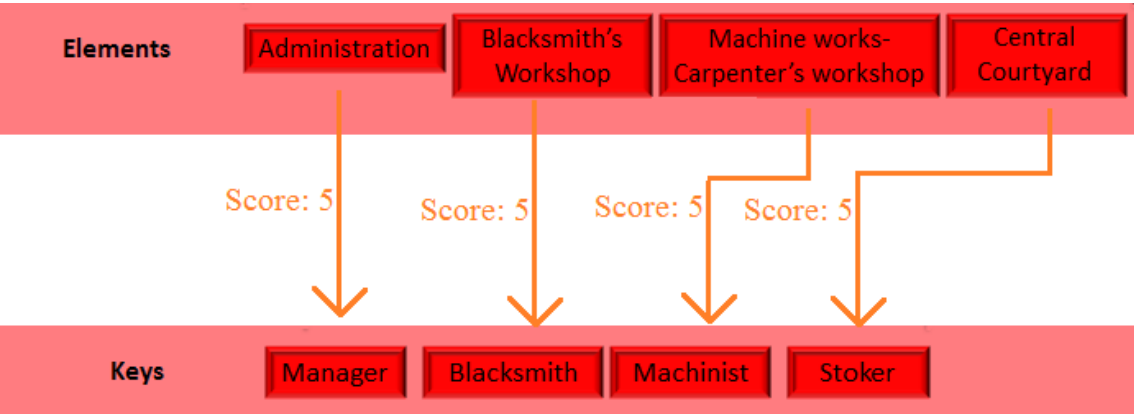 Elements
Administration
Blacksmith's
Workshop
Machine works-
Carpenter's workshop
Central
Courtyard
Score: 5
Score: 5
Score: 5
Score: 5
Keys
Manager
Blacksmith
Machinist
Stoker